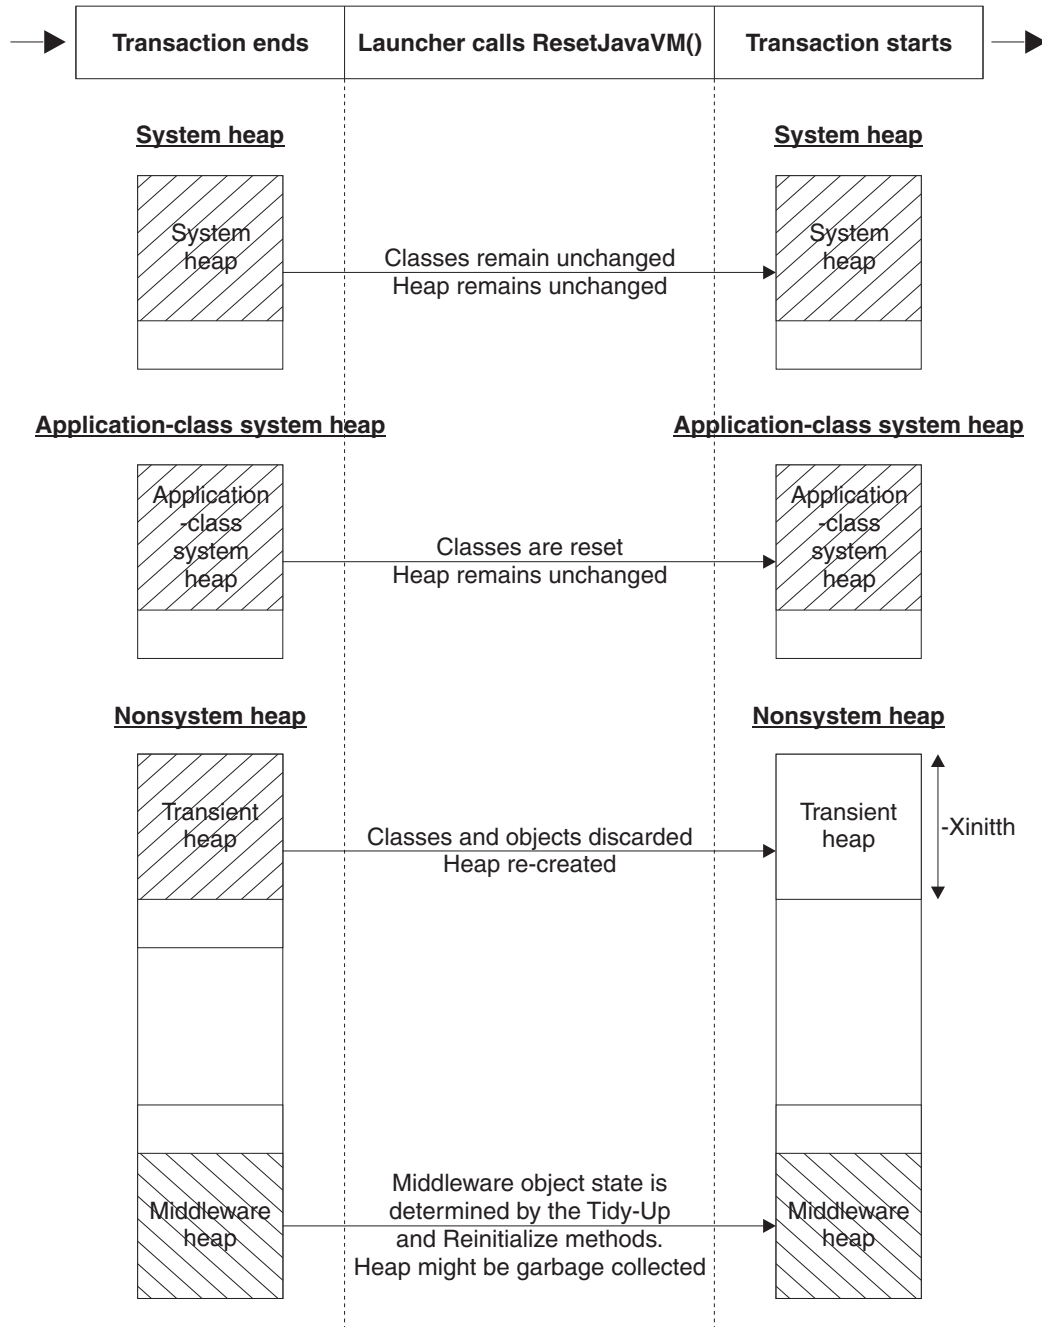 Transaction ends
Launcher calls ResetJavaVM()
Transaction starts
System heap
System heap
System
heap
Classes remain unchanged
Heap remains unchanged
System
heap
Application-class system heap
Application-class system heap
Application
-class
system
heap
Classes are reset
Heap remains unchanged
Application
-class
system
heap
Nonsystem heap
Nonsystem heap
Transient
heap
Classes and objects discarded
Heap re-created
Transient
heap
-Xinitth
Middleware
heap
Middleware object state is
determined by the Tidy-Up
and Reinitialize methods.
Heap might be garbage collected
Middleware
heap